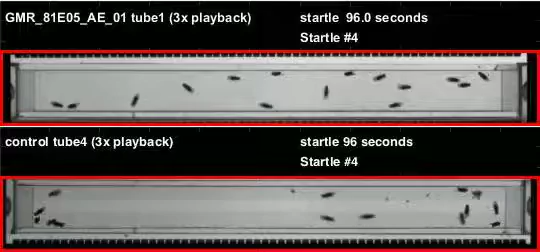 GMR_81E05_AE_01 tube1 (3x playback) startle 96.0 seconds
Startle #4
control tube4 (3x playback) startle 96 seconds
Startle #4